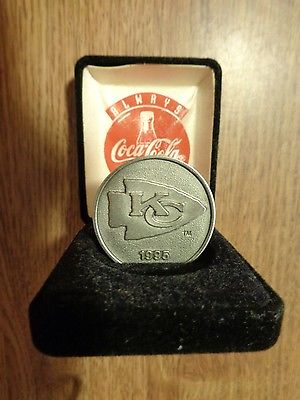 ALWAYS
Coca-Cola
KC
TM
1995